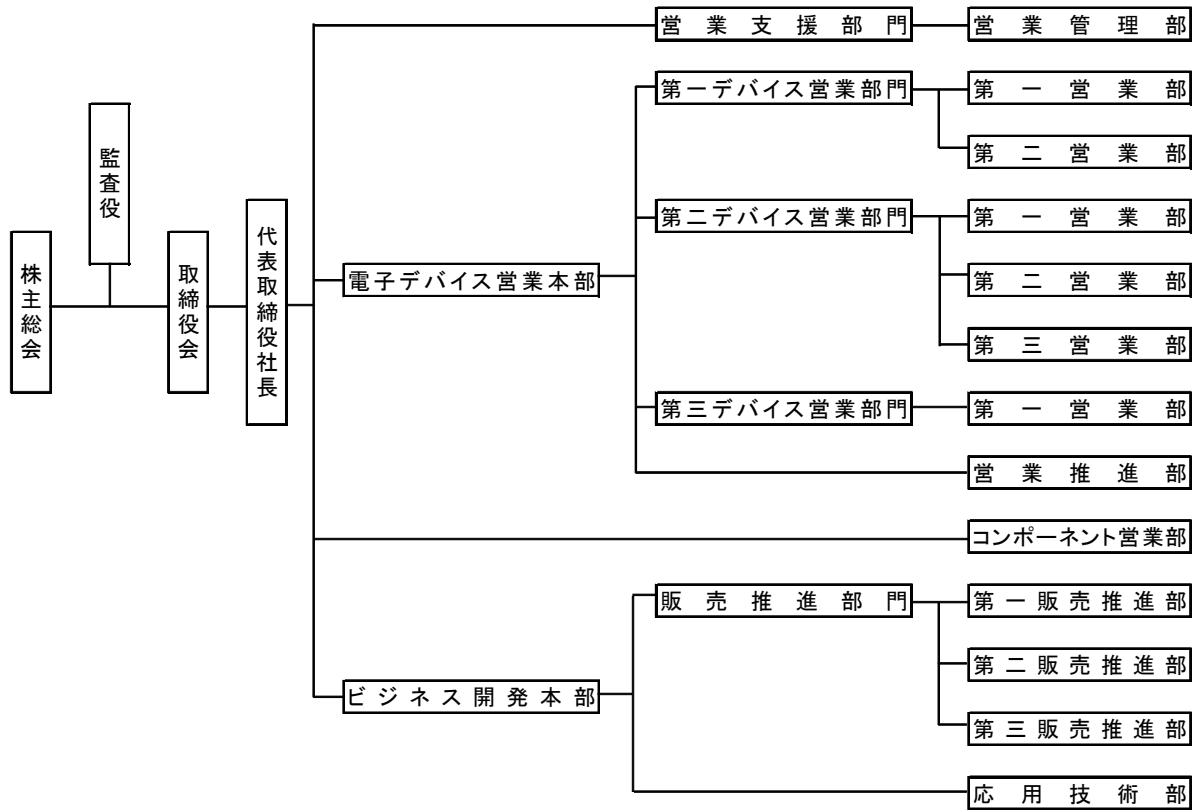 株主総会
監査役
取締役会
代表取締役社長
営業支援部門
営業管理部
電子デバイス営業本部
第一デバイス営業部門
第一営業部
第二営業部
第二デバイス営業部門
第一営業部
第二営業部
第三営業部
第三デバイス営業部門
第一営業部
営業推進部
コンポーネント営業部
ビジネス開発本部
販売推進部門
第一販売推進部
第二販売推進部
第三販売推進部
応用技術部